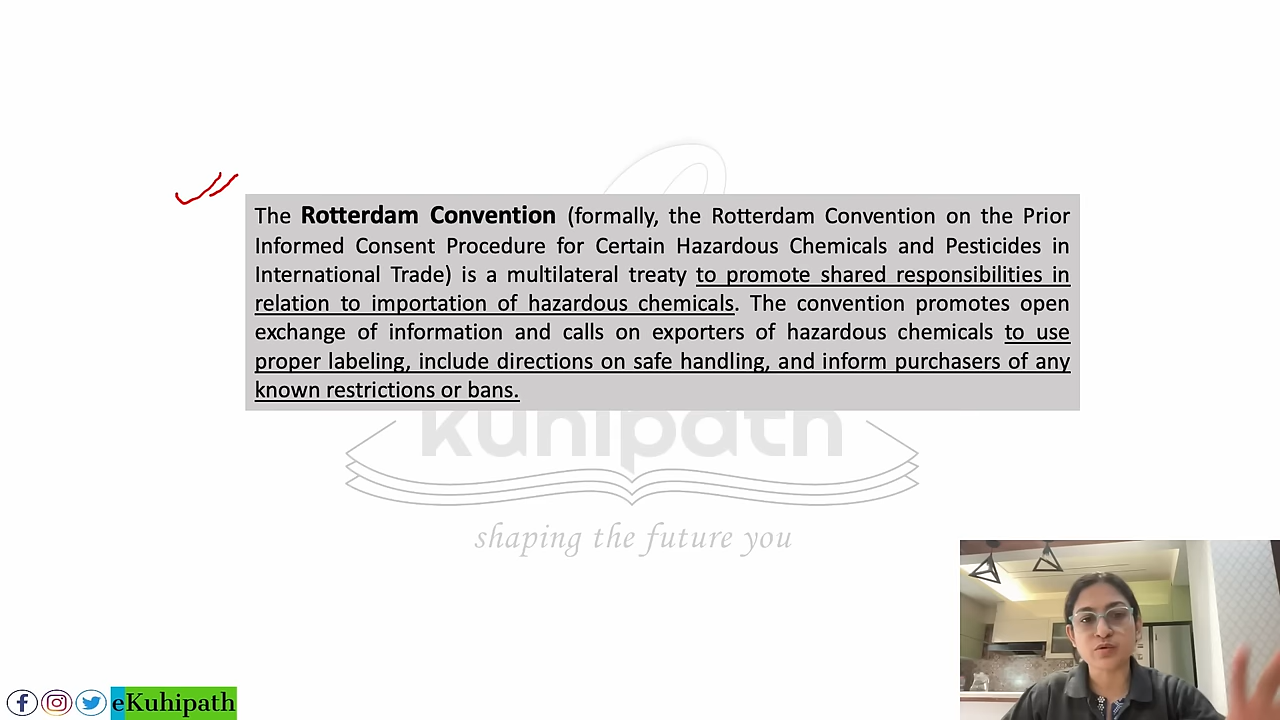 The Rotterdam Convention (formally, the Rotterdam Convention on the Prior
Informed Consent Procedure for Certain Hazardous Chemicals and Pesticides in
International Trade) is a multilateral treaty to promote shared responsibilities in
relation to importation of hazardous chemicals. The convention promotes open
exchange of information and calls on exporters of hazardous chemicals to use
proper labeling, include directions on safe handling, and inform purchasers of any
known restrictions or bans.
kuhipath
shaping the future you
eKuhipath